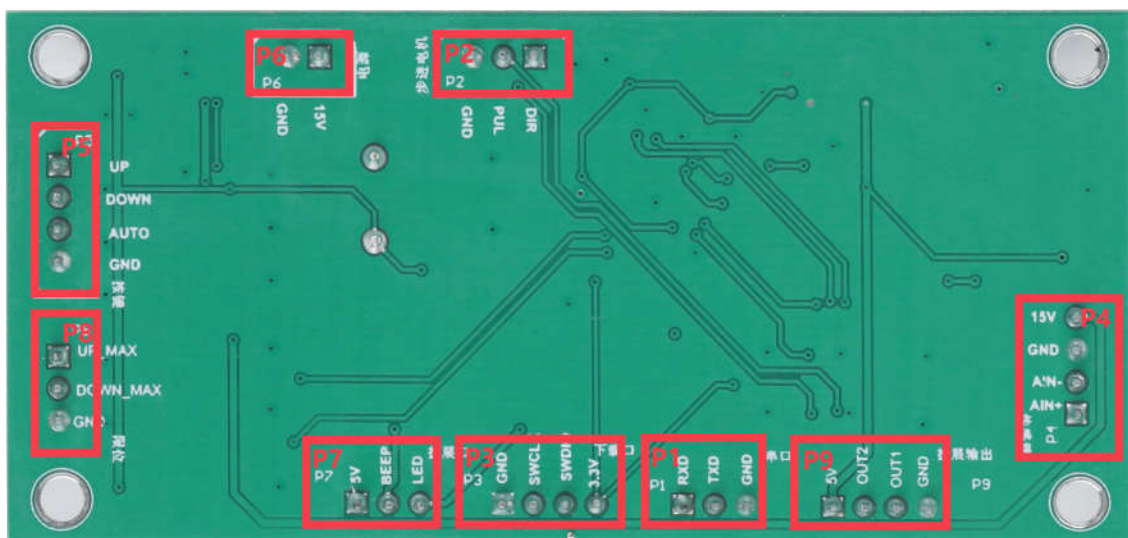 P6
P6
GND
15V
步进电机
P2
P2
GND
PUL
DIR
P5
UP
DOWN
AUTO
GND
P8
UP_MAX
DOWN_MAX
GND
限位
15V
P4
GND
AIN-
AIN+
P4
P7
P7
5V
BEEP
LED
P3
下载口
P3
GND
3.3V
P1
串口
P1
RXD
TXD
GND
P9
扩展输出
5V
OUT2
OUT1
GND
P9